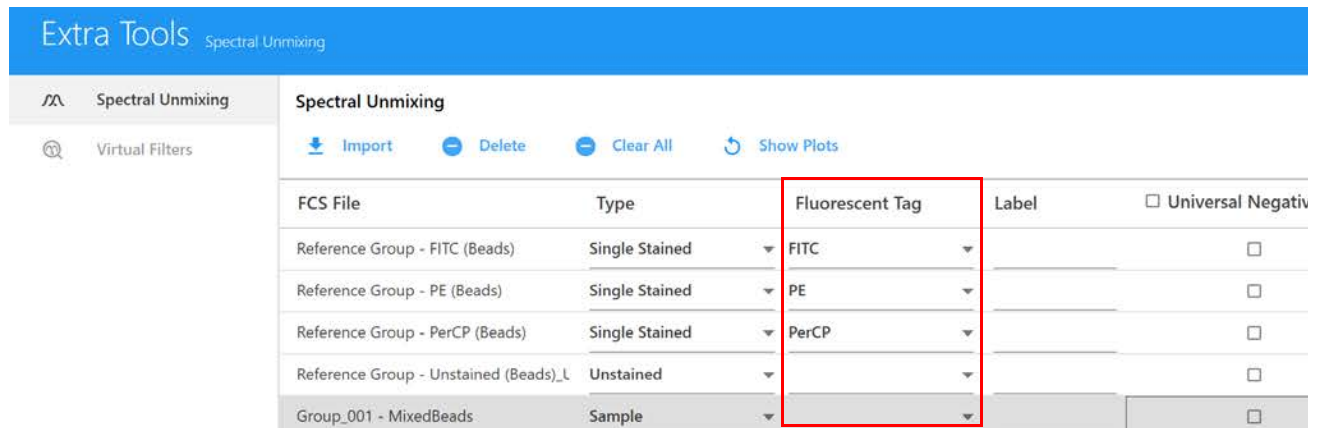 Extra Tools Spectral Unmixing
Spectral Unmixing
Virtual Filters
Spectral Unmixing
Import Delete Clear All Show Plots
FCS File Type Fluorescent Tag Label Universal Negativ
Reference Group - FITC (Beads) Single Stained FITC
Reference Group - PE (Beads) Single Stained PE
Reference Group - PerCP (Beads) Single Stained PerCP
Reference Group - Unstained (Beads)_U Unstained
Group_001 - MixedBeads Sample